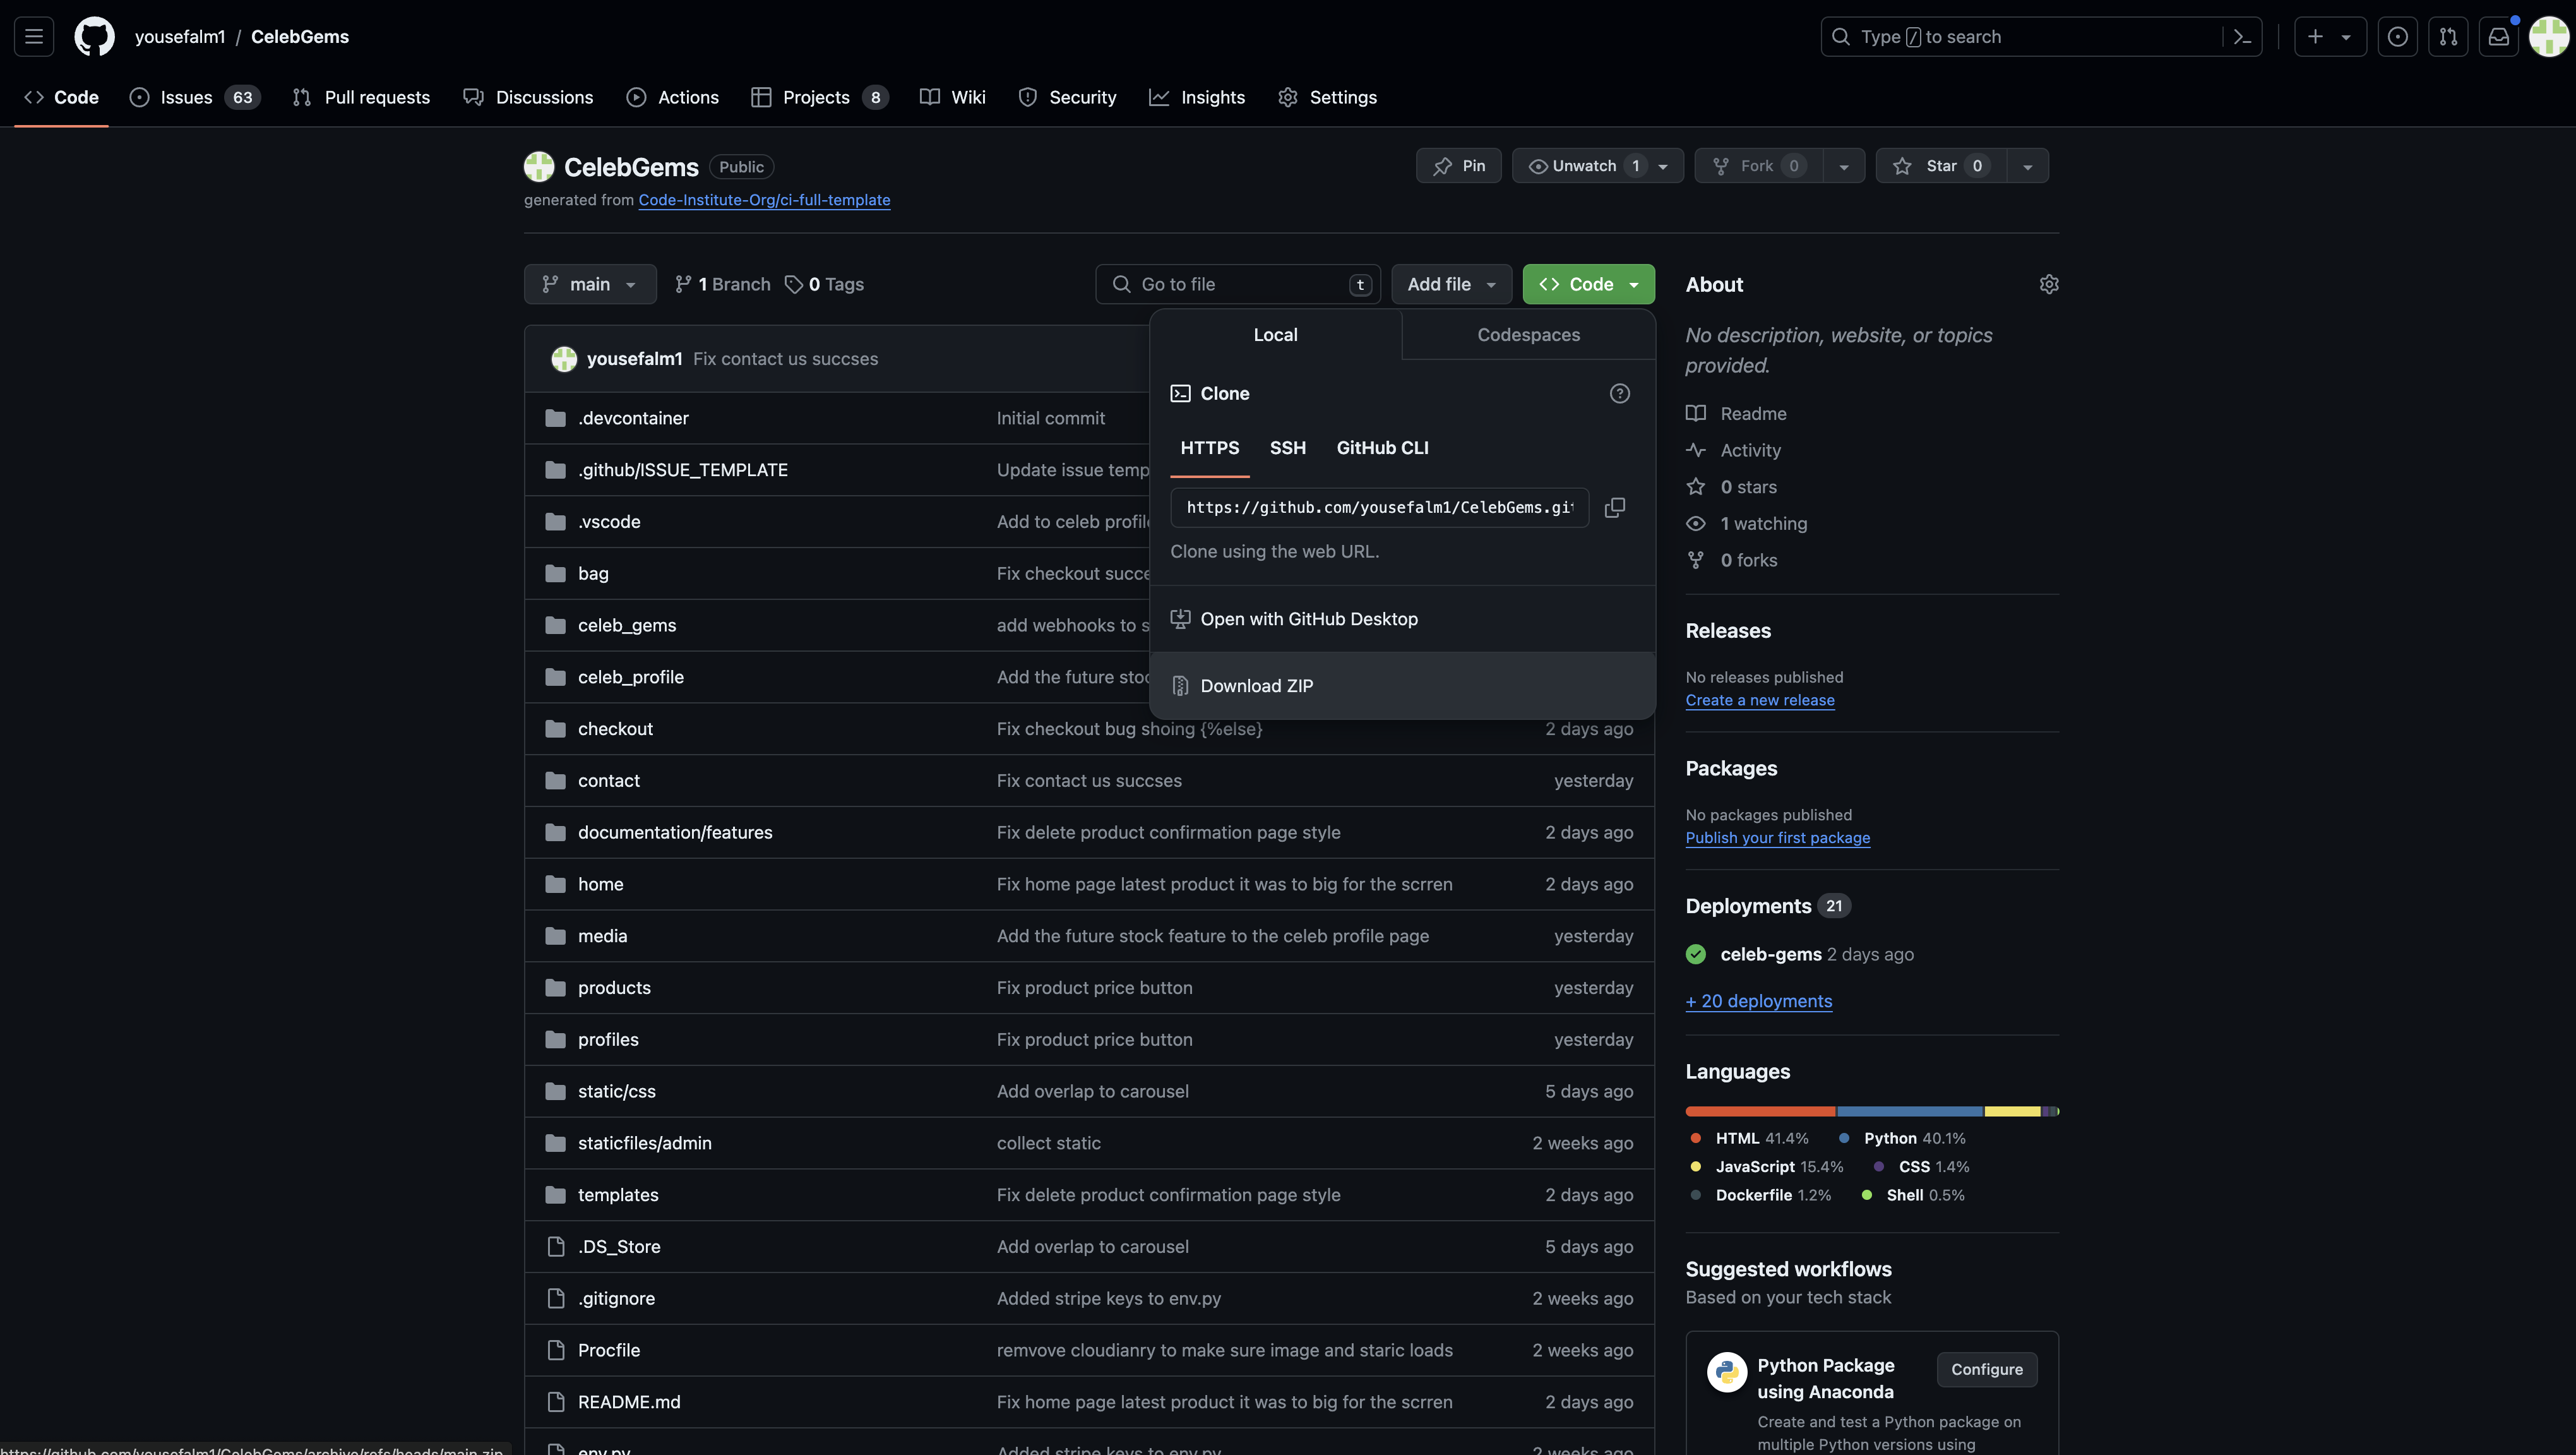 yousefalm1 / CelebGems
Type / to search
Code Issues 63 Pull requests Discussions Actions Projects 8 Wiki Security Insights Settings
CelebGems Public
Pin Unwatch 1 Fork 0 Star 0
generated from Code-Institute-Org/ci-full-template
main 1 Branch 0 Tags
Go to file t Add file Code
yousefalm1 Fix contact us succses
.devcontainer Initial commit
.github/ISSUE_TEMPLATE Update issue temp
.vscode Add to celeb profil
bag Fix checkout succe
celeb_gems add webhooks to s
celeb_profile Add the future stoc
checkout Fix checkout bug shoing {%else} 2 days ago
contact Fix contact us succses yesterday
documentation/features Fix delete product confirmation page style 2 days ago
home Fix home page latest product it was to big for the scrren 2 days ago
media Add the future stock feature to the celeb profile page yesterday
products Fix product price button yesterday
profiles Fix product price button yesterday
static/css Add overlap to carousel 5 days ago
staticfiles/admin collect static 2 weeks ago
templates Fix delete product confirmation page style 2 days ago
.DS_Store Add overlap to carousel 5 days ago
.gitignore Added stripe keys to env.py 2 weeks ago
Procfile remvove cloudianry to make sure image and staric loads 2 weeks ago
README.md Fix home page latest product it was to big for the scrren 2 days ago
env.py Added stripe keys to env.py 2 weeks ago
Local Codespaces
Clone
HTTPS SSH GitHub CLI
https://github.com/yousefalm1/CelebGems.git
Clone using the web URL.
Open with GitHub Desktop
Download ZIP
About
No description, website, or topics
provided.
Readme
Activity
0 stars
1 watching
0 forks
Releases
No releases published
Create a new release
Packages
No packages published
Publish your first package
Deployments 21
celeb-gems 2 days ago
+ 20 deployments
Languages
HTML 41.4% Python 40.1%
JavaScript 15.4% CSS 1.4%
Dockerfile 1.2% Shell 0.5%
Suggested workflows
Based on your tech stack
Python Package
using Anaconda
Configure
Create and test a Python package on
multiple Python versions using
https://github.com/yousefalm1/CelebGems/archive/refs/heads/main.zip